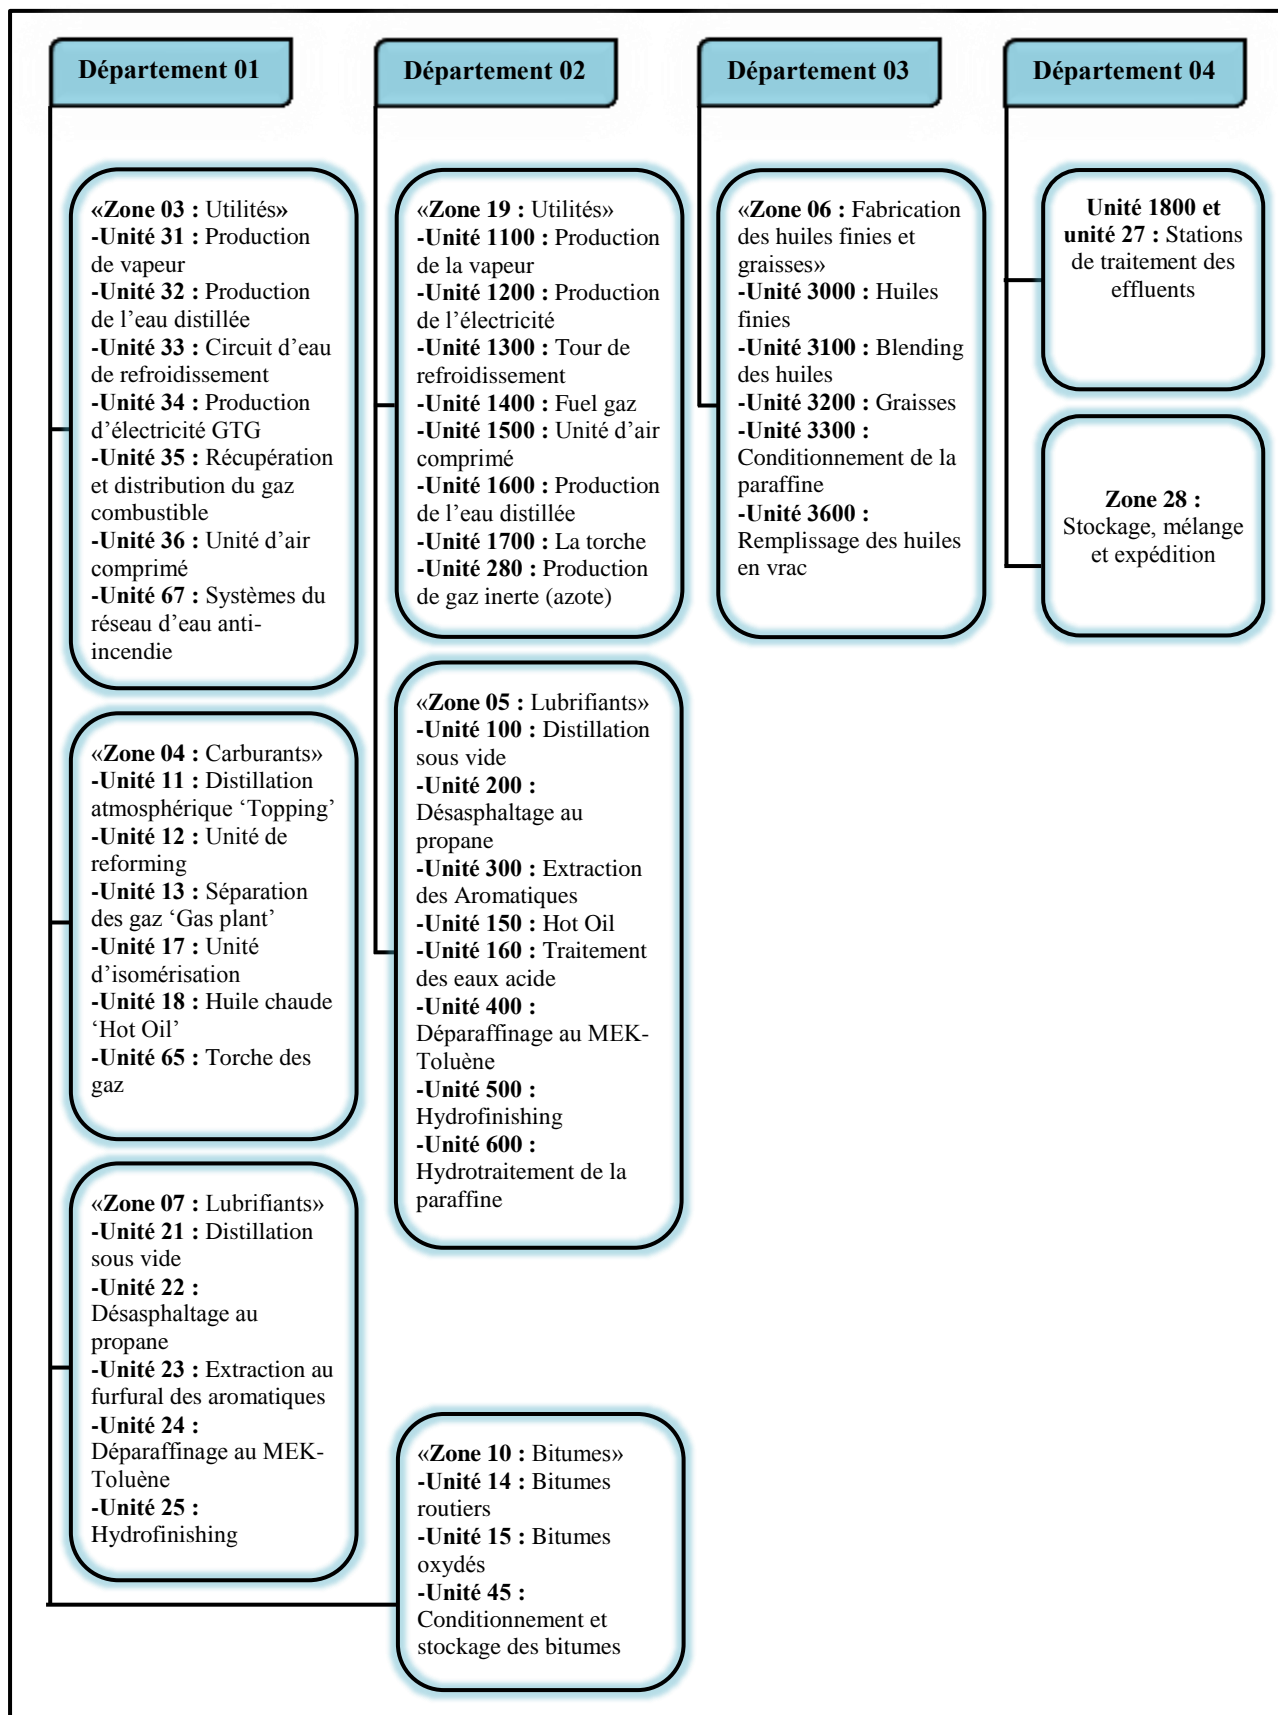 Département 01
Département 02
Département 03
Département 04
«Zone 03 : Utilités»
-Unité 31 : Production
de vapeur
-Unité 32 : Production
de l’eau distillée
-Unité 33 : Circuit d’eau
de refroidissement
-Unité 34 : Production
d’électricité GTG
-Unité 35 : Récupération
et distribution du gaz
combustible
-Unité 36 : Unité d’air
comprimé
-Unité 67 : Systèmes du
réseau d’eau anti-
incendie
«Zone 04 : Carburants»
-Unité 11 : Distillation
atmosphérique ‘Topping’
-Unité 12 : Unité de
reforming
-Unité 13 : Séparation
des gaz ‘Gas plant’
-Unité 17 : Unité
d’isomérisation
-Unité 18 : Huile chaude
‘Hot Oil’
-Unité 65 : Torche des
gaz
«Zone 07 : Lubrifiants»
-Unité 21 : Distillation
sous vide
-Unité 22 :
Désasphaltage au
propane
-Unité 23 : Extraction au
furfural des aromatiques
-Unité 24 :
Déparaffinage au MEK-
Toluène
-Unité 25 :
Hydrofinishing
«Zone 10 : Bitumes»
-Unité 14 : Bitumes
routiers
-Unité 15 : Bitumes
oxydés
-Unité 45 :
Conditionnement et
stockage des bitumes
«Zone 19 : Utilités»
-Unité 1100 : Production
de la vapeur
-Unité 1200 : Production
de l’électricité
-Unité 1300 : Tour de
refroidissement
-Unité 1400 : Fuel gaz
-Unité 1500 : Unité d’air
comprimé
-Unité 1600 : Production
de l’eau distillée
-Unité 1700 : La torche
-Unité 280 : Production
de gaz inerte (azote)
«Zone 05 : Lubrifiants»
-Unité 100 : Distillation
sous vide
-Unité 200 :
Désasphaltage au
propane
-Unité 300 : Extraction
des Aromatiques
-Unité 150 : Hot Oil
-Unité 160 : Traitement
des eaux acide
-Unité 400 :
Déparaffinage au MEK-
Toluène
-Unité 500 :
Hydrofinishing
-Unité 600 :
Hydrotraitement de la
paraffine
«Zone 06 : Fabrication
des huiles finies et
graisses»
-Unité 3000 : Huiles
finies
-Unité 3100 : Blending
des huiles
-Unité 3200 : Graisses
-Unité 3300 :
Conditionnement de la
paraffine
-Unité 3600 :
Remplissage des huiles
en vrac
Unité 1800 et
unité 27 : Stations
de traitement des
effluents
Zone 28 :
Stockage, mélange
et expédition